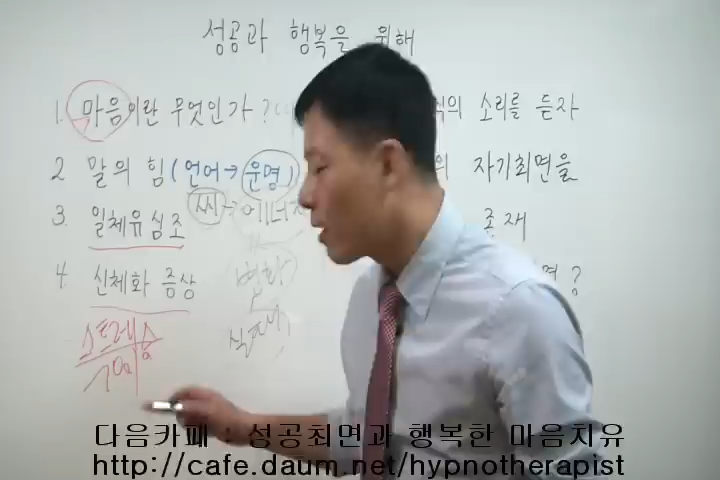 성공과 행복을 위해
1. 마음이란 무엇인가? 의 소리를 듣자
2 말의 힘 (언어→운명) 의 자기최면을
3. 일체유심조 씨→에너지 존재
4. 신체화 증상 변화 ?
스트레스
다음카페 : 성공최면과 행복한 마음치유
http://cafe.daum.net/hypnotherapist